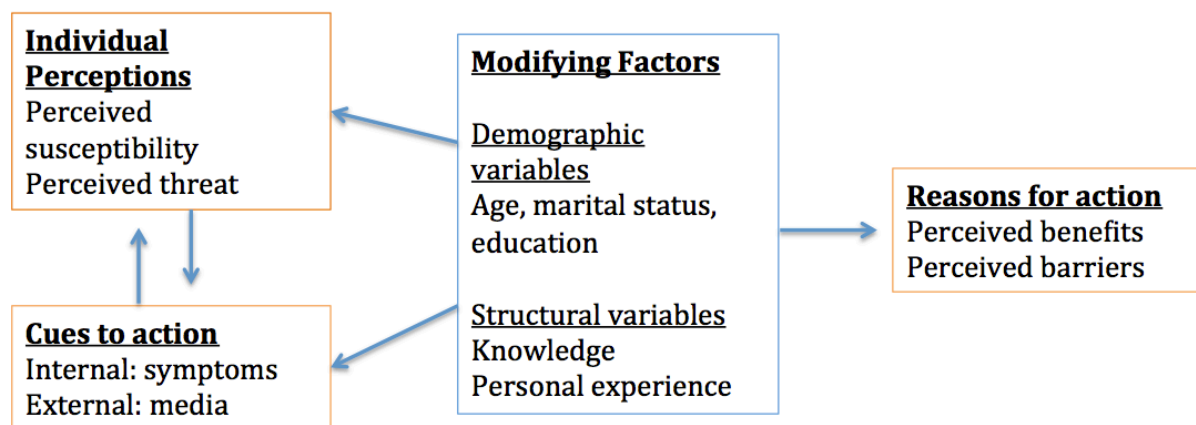 Individual
Perceptions
Perceived
susceptibility
Perceived threat
Cues to action
Internal: symptoms
External: media
Modifying Factors
Demographic
variables
Age, marital status,
education
Structural variables
Knowledge
Personal experience
Reasons for action
Perceived benefits
Perceived barriers